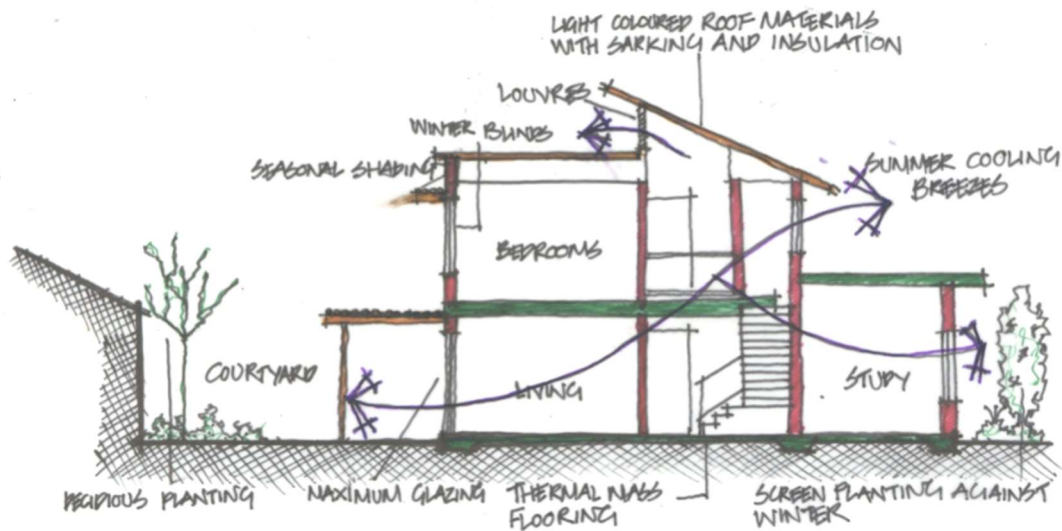 LIGHT COLOURED ROOF MATERIALS
WITH SARKING AND INSULATION
LOUVRES
WINTER BLINDS
SEASONAL SHADING
SUMMER COOLING
BREEZES
BEDROOMS
COURTYARD
LIVING
STUDY
DECIDIOUS PLANTING
MAXIMUM GLAZING
THERMAL MASS
FLOORING
SCREEN PLANTING AGAINST
WINTER